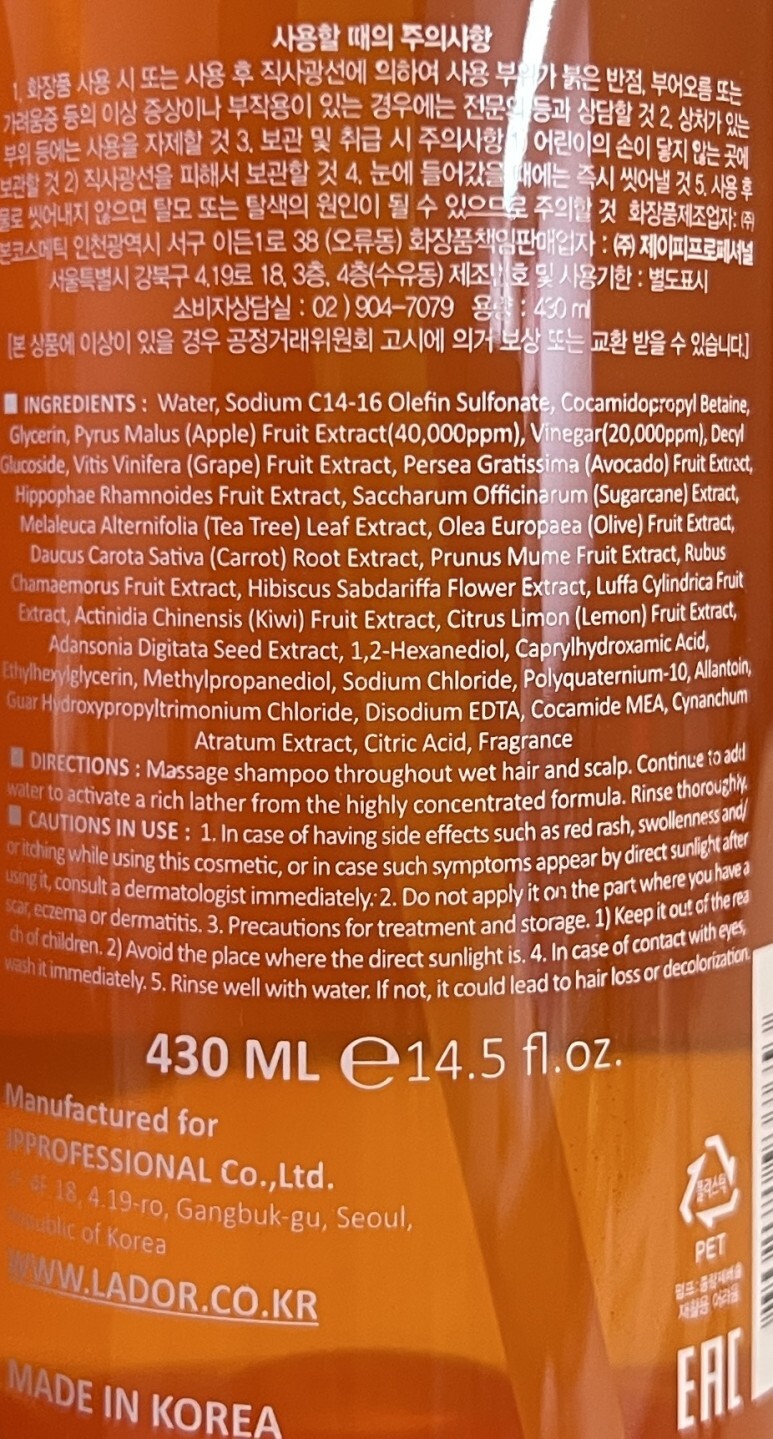 사용할 때의 주의사항
1. 화장품 사용 시 또는 사용 후 직사광선에 의하여 사용 부위가 붉은 반점, 부어오름 또는
가려움증 등의 이상 증상이나 부작용이 있는 경우에는 전문의 등과 상담할 것 2. 상처가 있는
부위 등에는 사용을 자제할 것 3. 보관 및 취급 시 주의사항 1) 어린이의 손이 닿지 않는 곳에
보관할 것 2) 직사광선을 피해서 보관할 것 4. 눈에 들어갔을 때에는 즉시 씻어낼 것 5. 사용 후
물로 씻어내지 않으면 탈모 또는 탈색의 원인이 될 수 있으므로 주의할 것 화장품제조업자: ㈜
본코스메틱 인천광역시 서구 이든1로 38 (오류동) 화장품책임판매업자 : ㈜ 제이피프로페셔널
서울특별시 강북구 4.19로 18, 3층, 4층(수유동) 제조번호 및 사용기한 : 별도표시
소비자상담실 : 02 ) 904-7079 용량 : 430 ml
[본 상품에 이상이 있을 경우 공정거래위원회 고시에 의거 보상 또는 교환 받을 수 있습니다.]
■ INGREDIENTS : Water, Sodium C14-16 Olefin Sulfonate, Cocamidopropyl Betaine,
Glycerin, Pyrus Malus (Apple) Fruit Extract(40,000ppm), Vinegar(20,000ppm), Decyl
Glucoside, Vitis Vinifera (Grape) Fruit Extract, Persea Gratissima (Avocado) Fruit Extract,
Hippophae Rhamnoides Fruit Extract, Saccharum Officinarum (Sugarcane) Extract,
Melaleuca Alternifolia (Tea Tree) Leaf Extract, Olea Europaea (Olive) Fruit Extract,
Daucus Carota Sativa (Carrot) Root Extract, Prunus Mume Fruit Extract, Rubus
Chamaemorus Fruit Extract, Hibiscus Sabdariffa Flower Extract, Luffa Cylindrica Fruit
Extract, Actinidia Chinensis (Kiwi) Fruit Extract, Citrus Limon (Lemon) Fruit Extract,
Adansonia Digitata Seed Extract, 1,2-Hexanediol, Caprylhydroxamic Acid,
Ethylhexylglycerin, Methylpropanediol, Sodium Chloride, Polyquaternium-10, Allantoin,
Guar Hydroxypropyltrimonium Chloride, Disodium EDTA, Cocamide MEA, Cynanchum
Atratum Extract, Citric Acid, Fragrance
■ DIRECTIONS : Massage shampoo throughout wet hair and scalp. Continue to add
water to activate a rich lather from the highly concentrated formula. Rinse thoroughly.
■ CAUTIONS IN USE : 1. In case of having side effects such as red rash, swollenness and/
or itching while using this cosmetic, or in case such symptoms appear by direct sunlight after
using it, consult a dermatologist immediately. 2. Do not apply it on the part where you have a
scar, eczema or dermatitis. 3. Precautions for treatment and storage. 1) Keep it out of the rea
ch of children. 2) Avoid the place where the direct sunlight is. 4. In case of contact with eyes,
wash it immediately. 5. Rinse well with water. If not, it could lead to hair loss or decolorization.
430 ML ℮ 14.5 fl.oz.
Manufactured for
JPPROFESSIONAL Co.,Ltd.
18, 4.19-ro, Gangbuk-gu, Seoul,
Republic of Korea
WWW.LADOR.CO.KR
MADE IN KOREA
플라스틱
PET
펌프: 종량제배출
재활용 어려움
EAC